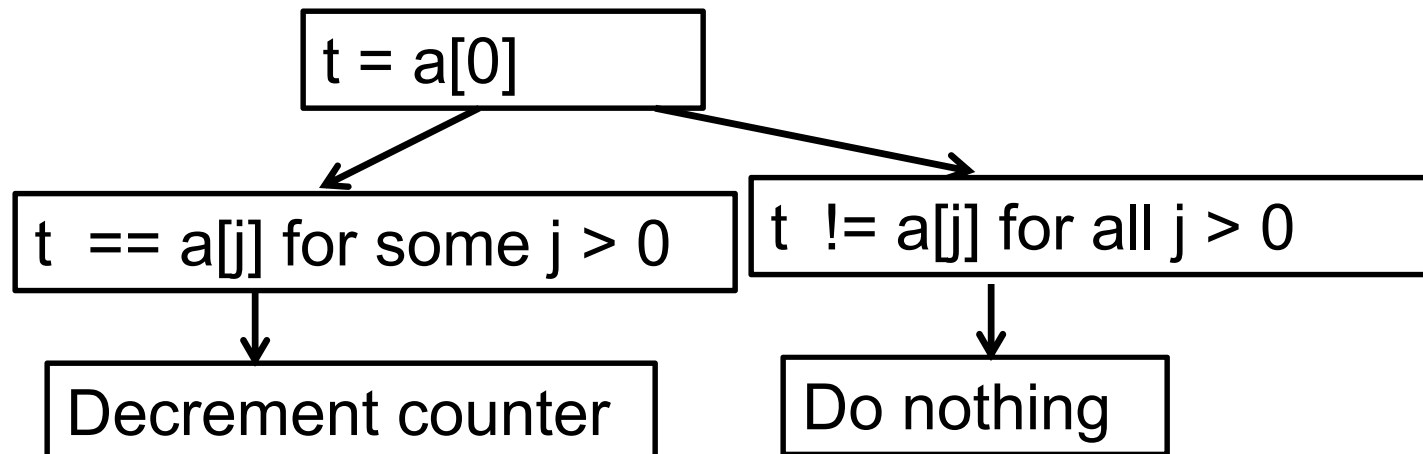 t = a[0]
t == a[j] for some j > 0
t != a[j] for all j > 0
Decrement counter
Do nothing